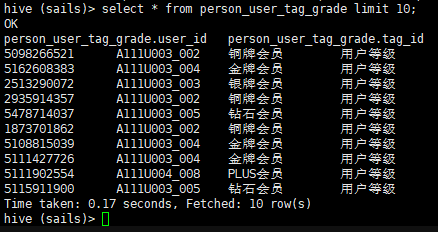 hive (sails)> select * from person_user_tag_grade limit 10;
OK
person_user_tag_grade.user_id person_user_tag_grade.tag_id
5098266521 A111U003_002 铜牌会员 用户等级
5162608383 A111U003_004 金牌会员 用户等级
2513290072 A111U003_003 银牌会员 用户等级
2935914357 A111U003_002 铜牌会员 用户等级
5478714037 A111U003_005 钻石会员 用户等级
1873701862 A111U003_002 铜牌会员 用户等级
5108815039 A111U003_004 金牌会员 用户等级
5111427726 A111U003_004 金牌会员 用户等级
5111902554 A111U004_008 PLUS会员 用户等级
5115911900 A111U003_005 钻石会员 用户等级
Time taken: 0.17 seconds, Fetched: 10 row(s)
hive (sails)>